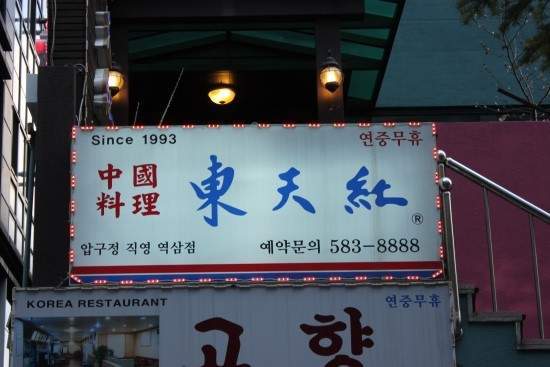 Since 1993
연중무휴
中國
料理
東天紅®
압구정 직영 역삼점
예약문의 583-8888
KOREA RESTAURANT
연중무휴
고향